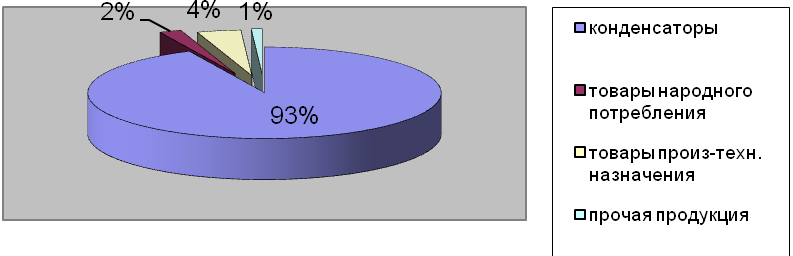 2% 4% 1%
93%
конденсаторы
товары народного
потребления
товары произ-техн.
назначения
прочая продукция